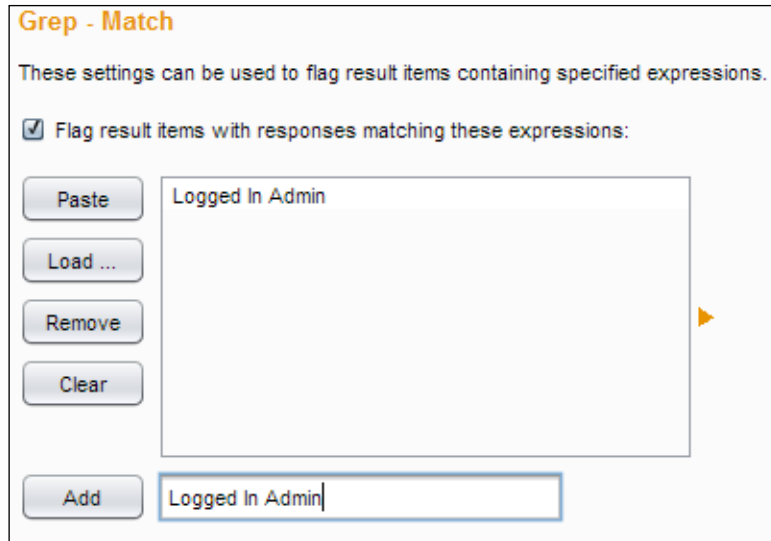 Grep - Match
These settings can be used to flag result items containing specified expressions.
Flag result items with responses matching these expressions:
Paste
Logged In Admin
Load ...
Remove
Clear
Add
Logged In Admin